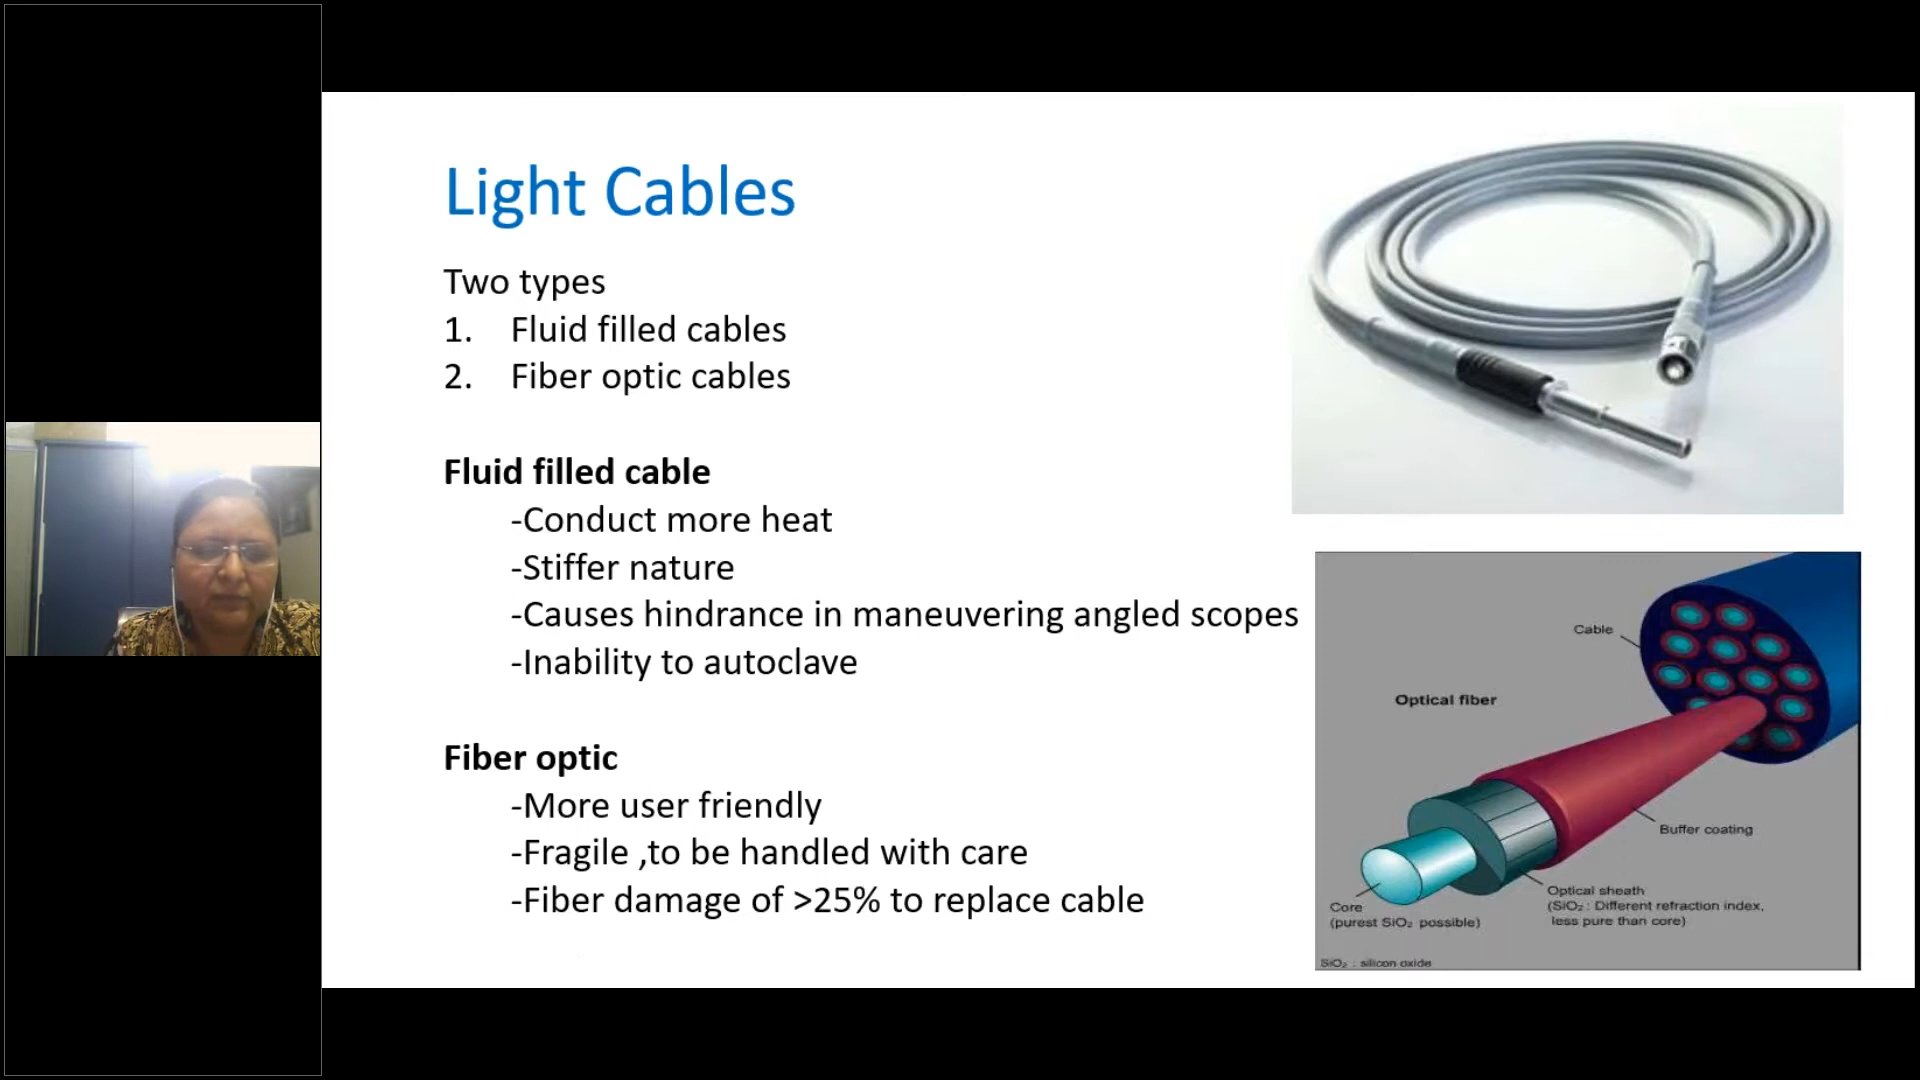 Light Cables
Two types
1. Fluid filled cables
2. Fiber optic cables
Fluid filled cable
-Conduct more heat
-Stiffer nature
-Causes hindrance in maneuvering angled scopes
-Inability to autoclave
Fiber optic
-More user friendly
-Fragile ,to be handled with care
-Fiber damage of >25% to replace cable
Cable
Optical fiber
Buffer coating
Optical sheath
(SiO₂ : Different refraction index,
less pure than core)
Core
(purest SiO₂ possible)
SiO₂ : silicon oxide